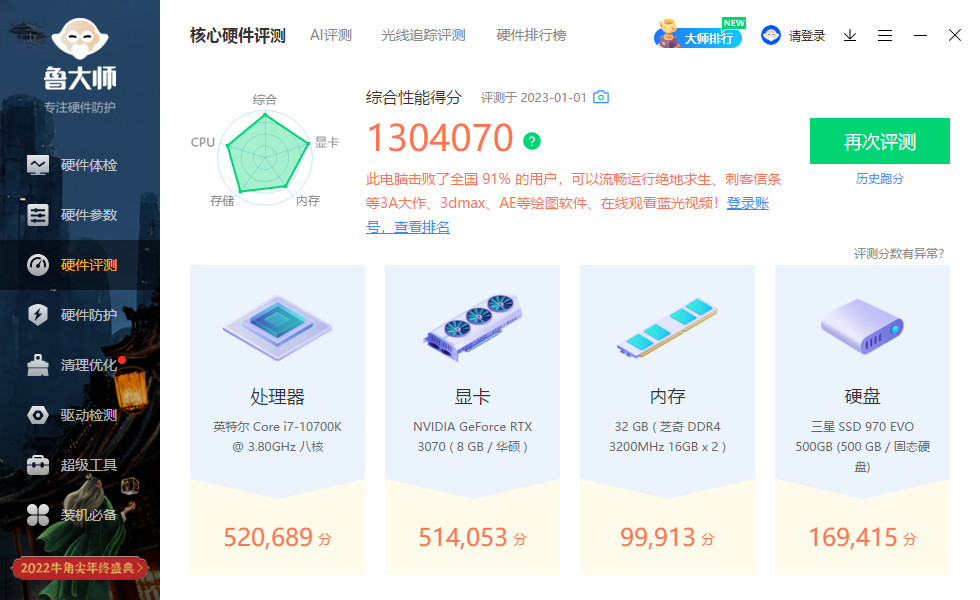 鲁大师
专注硬件防护
硬件体检
硬件参数
硬件评测
硬件防护
清理优化
驱动检测
超级工具
装机必备
2022牛角尖年终盛典
核心硬件评测
AI评测
光线追踪评测
硬件排行榜
大师排行
NEW
请登录
综合
CPU
显卡
存储
内存
综合性能得分
评测于 2023-01-01
1304070
?
此电脑击败了全国 91% 的用户，可以流畅运行绝地求生、刺客信条
等3A大作、3dmax、AE等绘图软件、在线观看蓝光视频！登录账
号，查看排名
再次评测
历史跑分
评测分数有异常?
处理器
英特尔 Core i7-10700K
@ 3.80GHz 八核
520,689 分
显卡
NVIDIA GeForce RTX
3070 ( 8 GB / 华硕 )
514,053 分
内存
32 GB ( 芝奇 DDR4
3200MHz 16GB x 2 )
99,913 分
硬盘
三星 SSD 970 EVO
500GB (500 GB / 固态硬
盘)
169,415 分